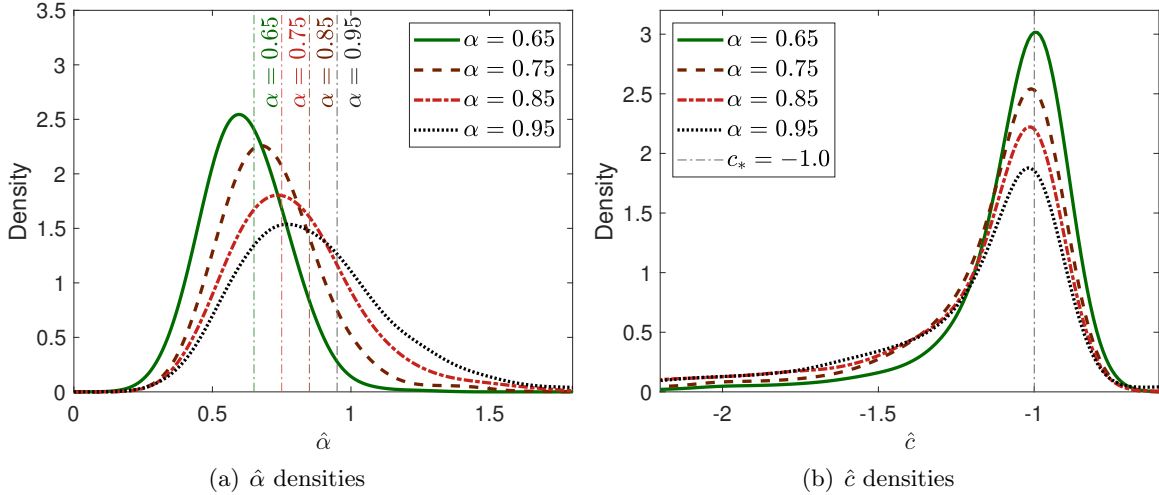 3.5
3
2.5
2
1.5
1
0.5
0
Density
α = 0.65
α = 0.75
α = 0.85
α = 0.95
α = 0.65
α = 0.75
α = 0.85
α = 0.95
0 0.5 1 1.5
α̂
(a) α̂ densities
3
2.5
2
1.5
1
0.5
0
Density
α = 0.65
α = 0.75
α = 0.85
α = 0.95
c* = −1.0
-2 -1.5 -1
ĉ
(b) ĉ densities